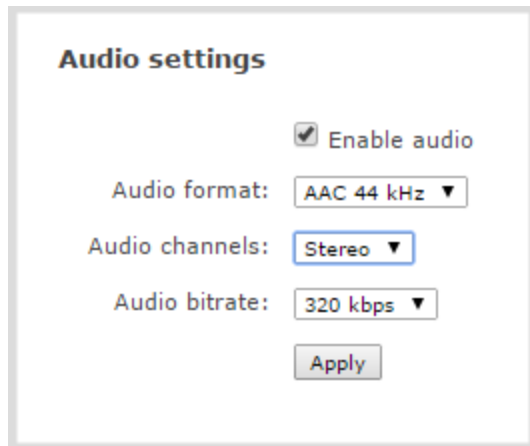 Audio settings
Enable audio
Audio format: AAC 44 kHz
Audio channels: Stereo
Audio bitrate: 320 kbps
Apply